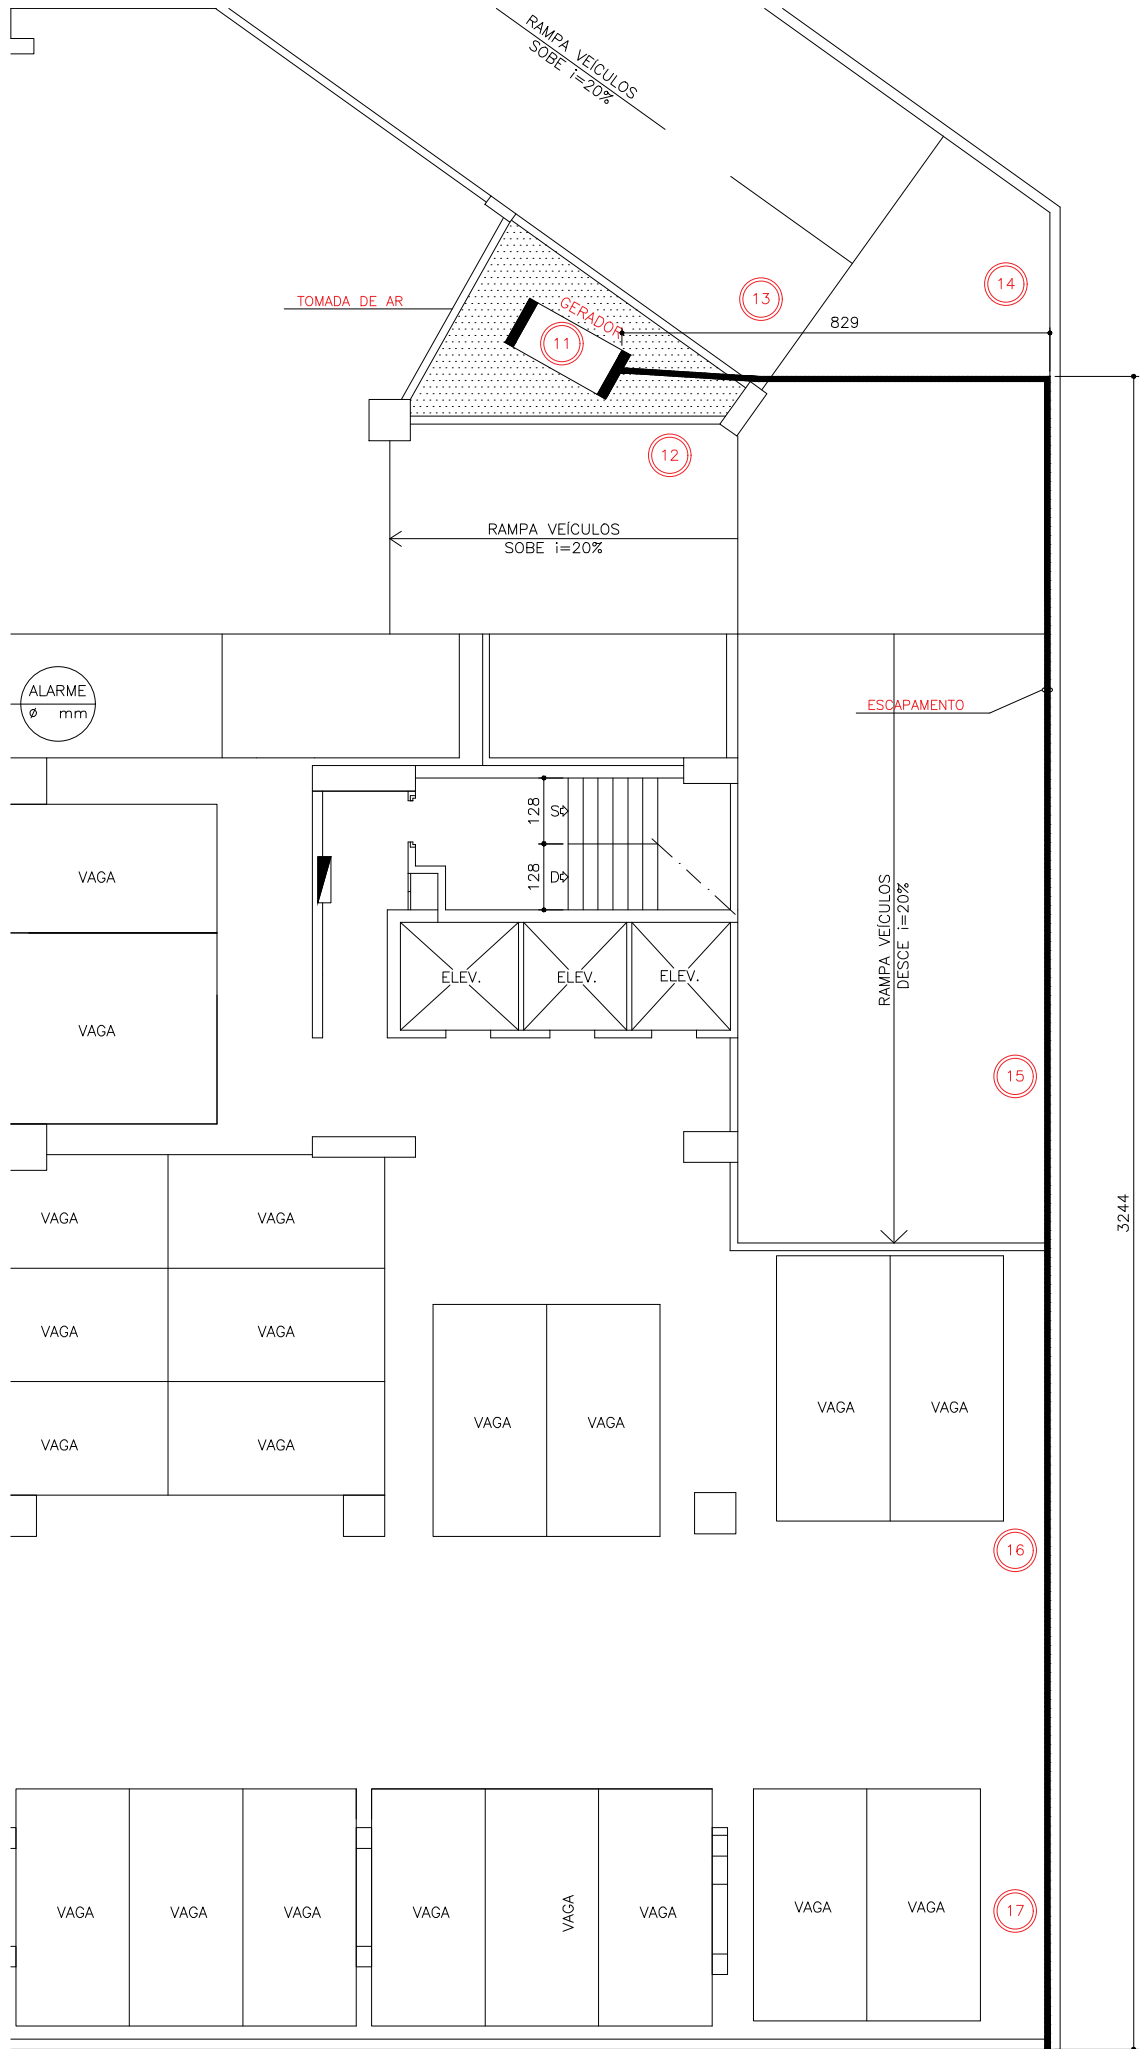 RAMPA VEÍCULOS
SOBE i=20%
TOMADA DE AR
GERADOR
11
13
14
829
12
RAMPA VEÍCULOS
SOBE i=20%
ALARME
ø mm
ESCAPAMENTO
128
S
128
D
VAGA
RAMPA VEÍCULOS
DESCE i=20%
ELEV.
ELEV.
ELEV.
VAGA
15
3244
VAGA
VAGA
VAGA
VAGA
VAGA
VAGA
VAGA
VAGA
VAGA
VAGA
16
VAGA
VAGA
VAGA
VAGA
VAGA
VAGA
VAGA
VAGA
17